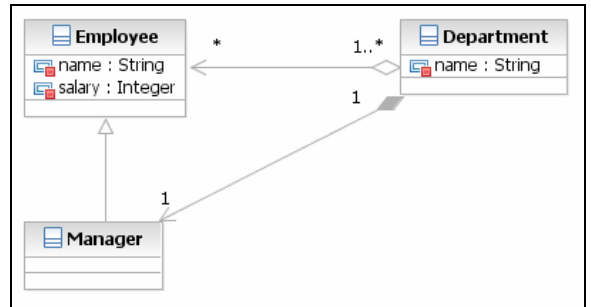 Employee
name : String
salary : Integer
*
1..*
Department
name : String
1
1
Manager